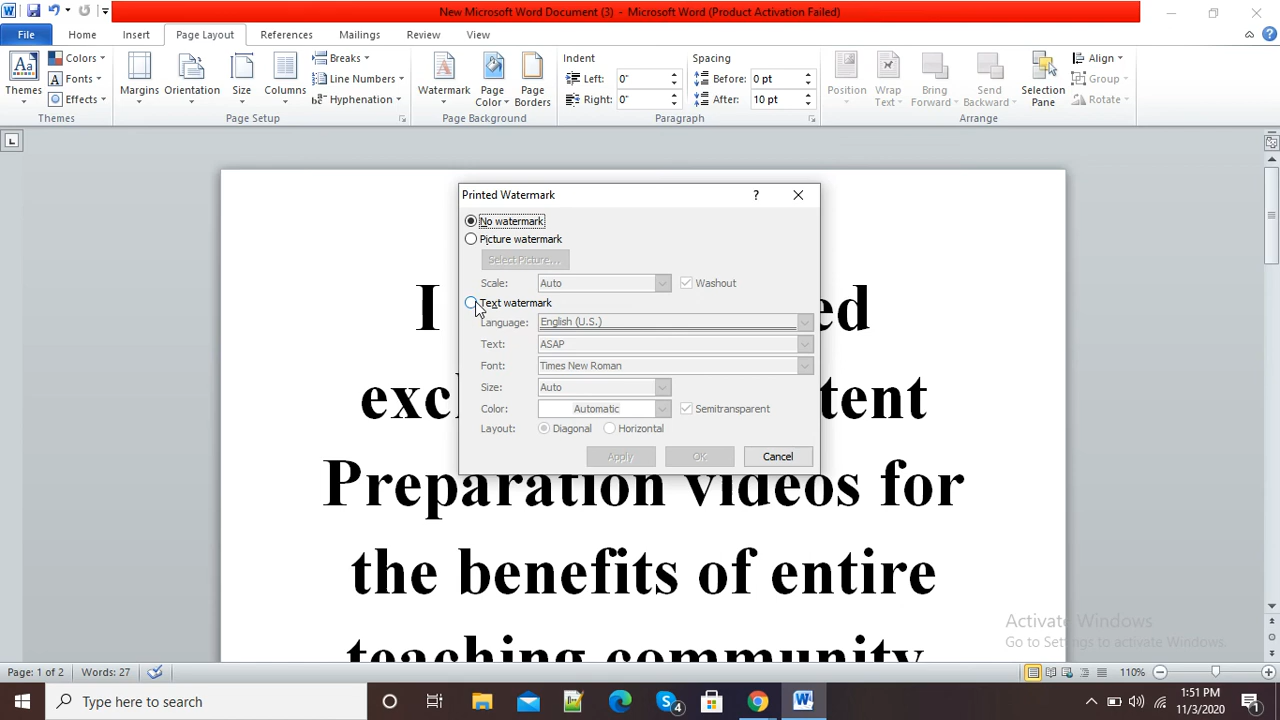 New Microsoft Word Document (3) - Microsoft Word (Product Activation Failed)
File Home Insert Page Layout References Mailings Review View
Themes Colors Fonts Effects Themes
Margins Orientation Size Columns Breaks Line Numbers Hyphenation Page Setup
Watermark Page Color Page Borders Page Background
Indent Left: 0" Right: 0" Spacing Before: 0 pt After: 10 pt Paragraph
Position Wrap Text Bring Forward Send Backward Selection Pane Align Group Rotate Arrange
Printed Watermark ?
No watermark
Picture watermark
Select Picture...
Scale: Auto Washout
Text watermark
Language: English (U.S.)
Text: ASAP
Font: Times New Roman
Size: Auto
Color: Automatic Semitransparent
Layout: Diagonal Horizontal
Apply OK Cancel
I ed
exc tent
Preparation videos for
the benefits of entire
teaching community
Activate Windows
Go to Settings to activate Windows.
Page: 1 of 2 Words: 27 110%
Type here to search 4 1:51 PM
11/3/2020 1